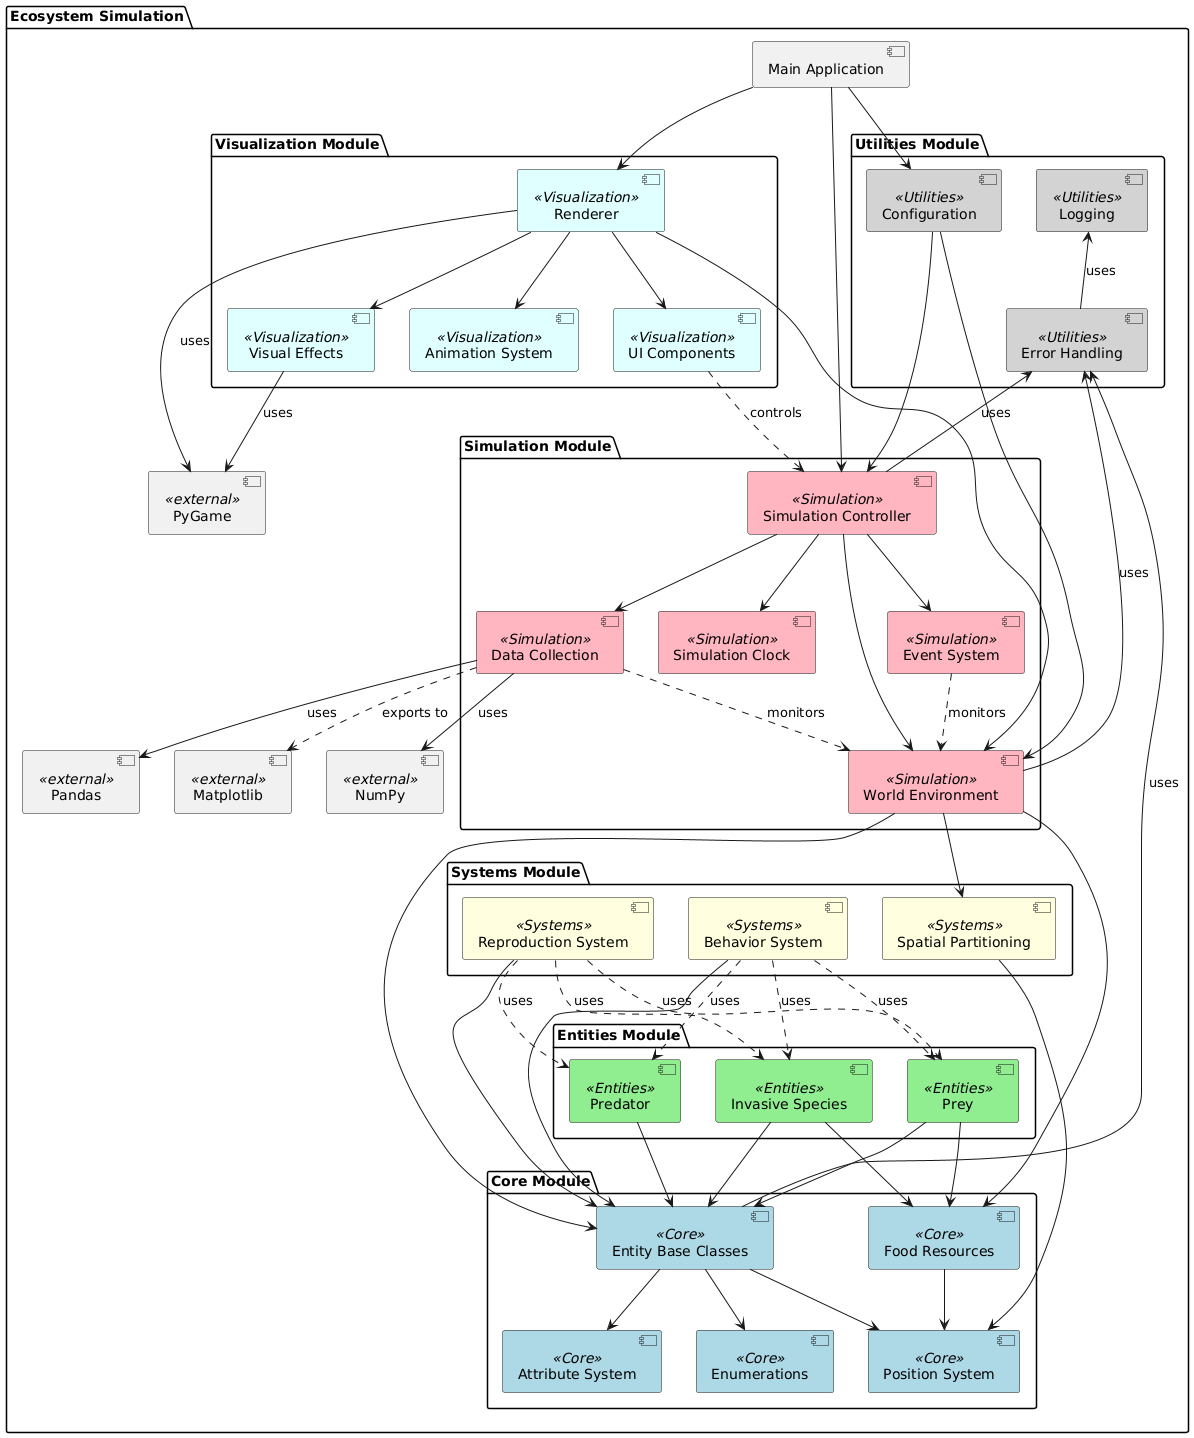 Ecosystem Simulation
Main Application
Visualization Module
Utilities Module
«Visualization»
Renderer
«Utilities»
Configuration
«Utilities»
Logging
uses
uses
«Visualization»
Visual Effects
«Visualization»
Animation System
«Visualization»
UI Components
«Utilities»
Error Handling
uses
controls
uses
Simulation Module
«external»
PyGame
«Simulation»
Simulation Controller
uses
«Simulation»
Data Collection
«Simulation»
Simulation Clock
«Simulation»
Event System
uses
exports to
uses
monitors
monitors
uses
«external»
Pandas
«external»
Matplotlib
«external»
NumPy
«Simulation»
World Environment
Systems Module
«Systems»
Reproduction System
«Systems»
Behavior System
«Systems»
Spatial Partitioning
uses
uses
uses
uses
uses
uses
Entities Module
«Entities»
Predator
«Entities»
Invasive Species
«Entities»
Prey
Core Module
«Core»
Entity Base Classes
«Core»
Food Resources
«Core»
Attribute System
«Core»
Enumerations
«Core»
Position System